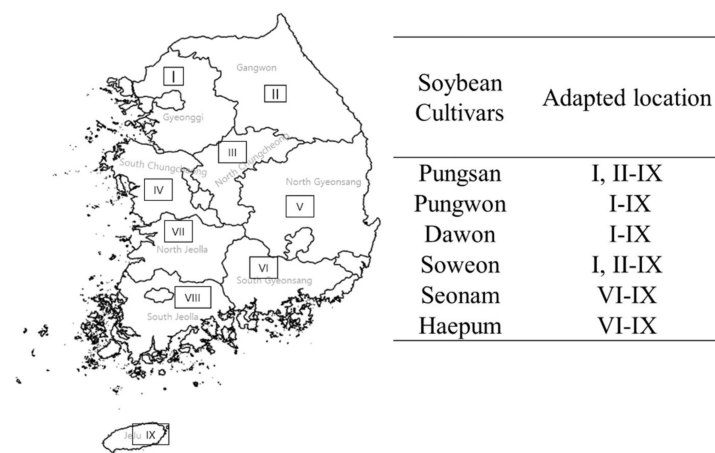 I
Gangwon
II
Gyeonggi
III
North Chungcheong
South Chungcheong
IV
North Gyeonsang
V
VII
North Jeolla
VI
South Gyeonsang
VIII
South Jeolla
Jeju IX
Soybean Cultivars Adapted location
Pungsan I, II-IX
Pungwon I-IX
Dawon I-IX
Soweon I, II-IX
Seonam VI-IX
Haepum VI-IX